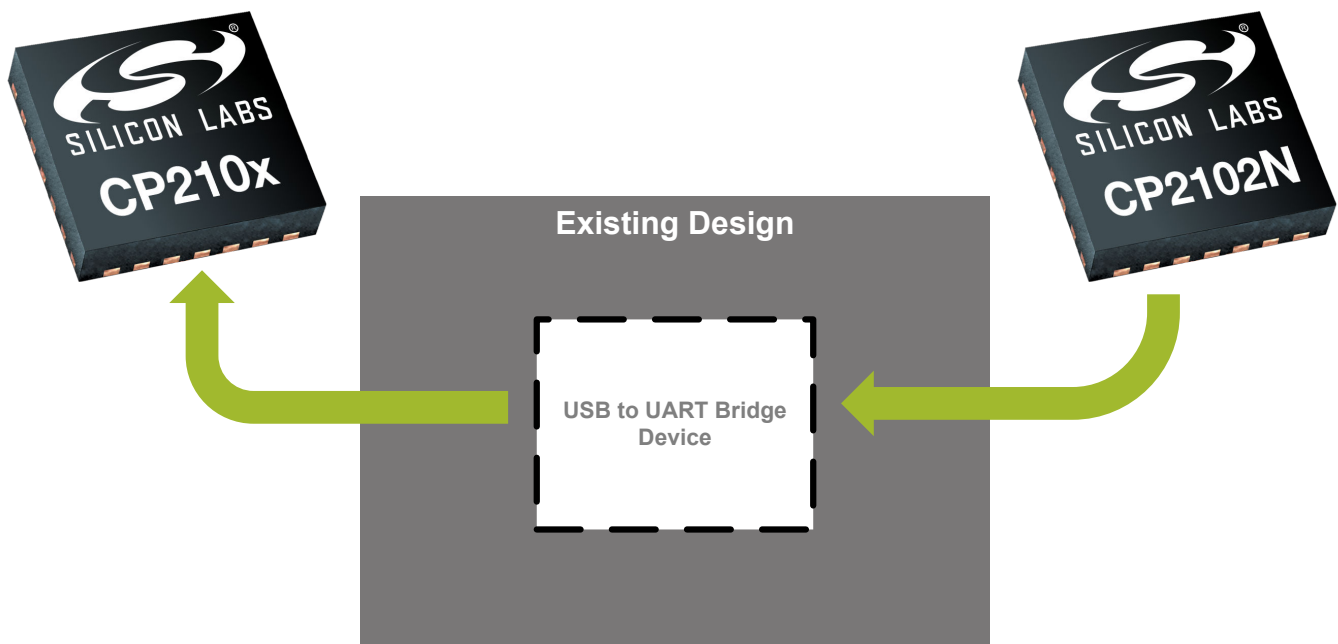 SILICON LABS
CP210x
SILICON LABS
CP2102N
Existing Design
USB to UART Bridge
Device